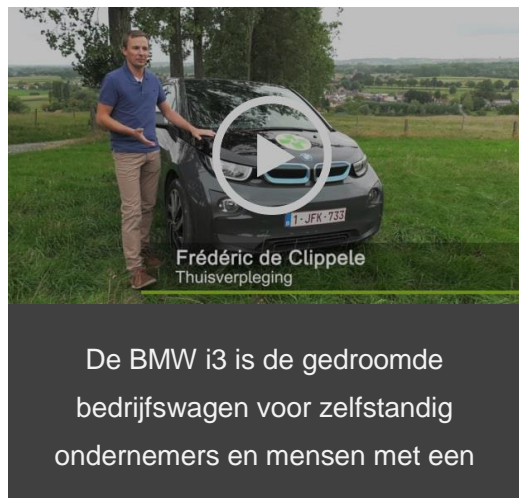 1-JFK-733
Frédéric de Clippele
Thuisverpleging
De BMW i3 is de gedroomde
bedrijfswagen voor zelfstandig
ondernemers en mensen met een